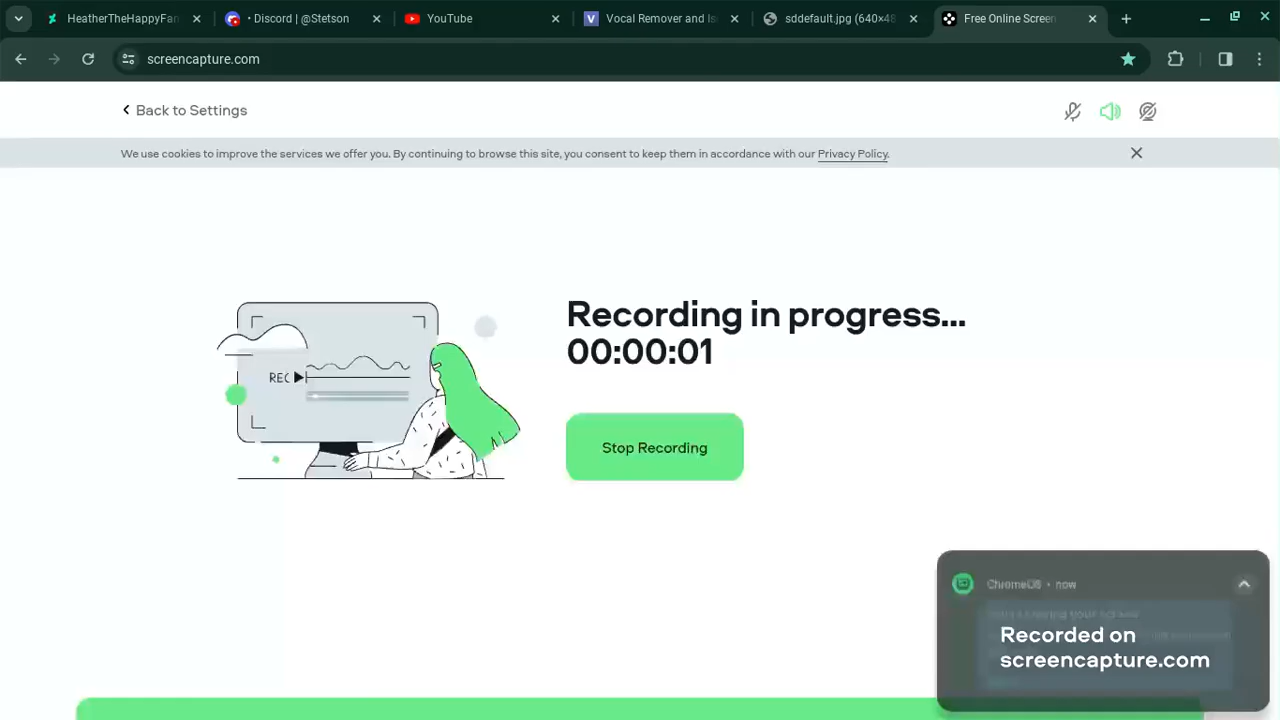 HeatherTheHappyFan
• Discord | @Stetson
YouTube
Vocal Remover and Is
sddefault.jpg (640×48
Free Online Screen
screencapture.com
Back to Settings
We use cookies to improve the services we offer you. By continuing to browse this site, you consent to keep them in accordance with our Privacy Policy.
Recording in progress...
00:00:01
REC
Stop Recording
ChromeOS • now
Recorded on
screencapture.com